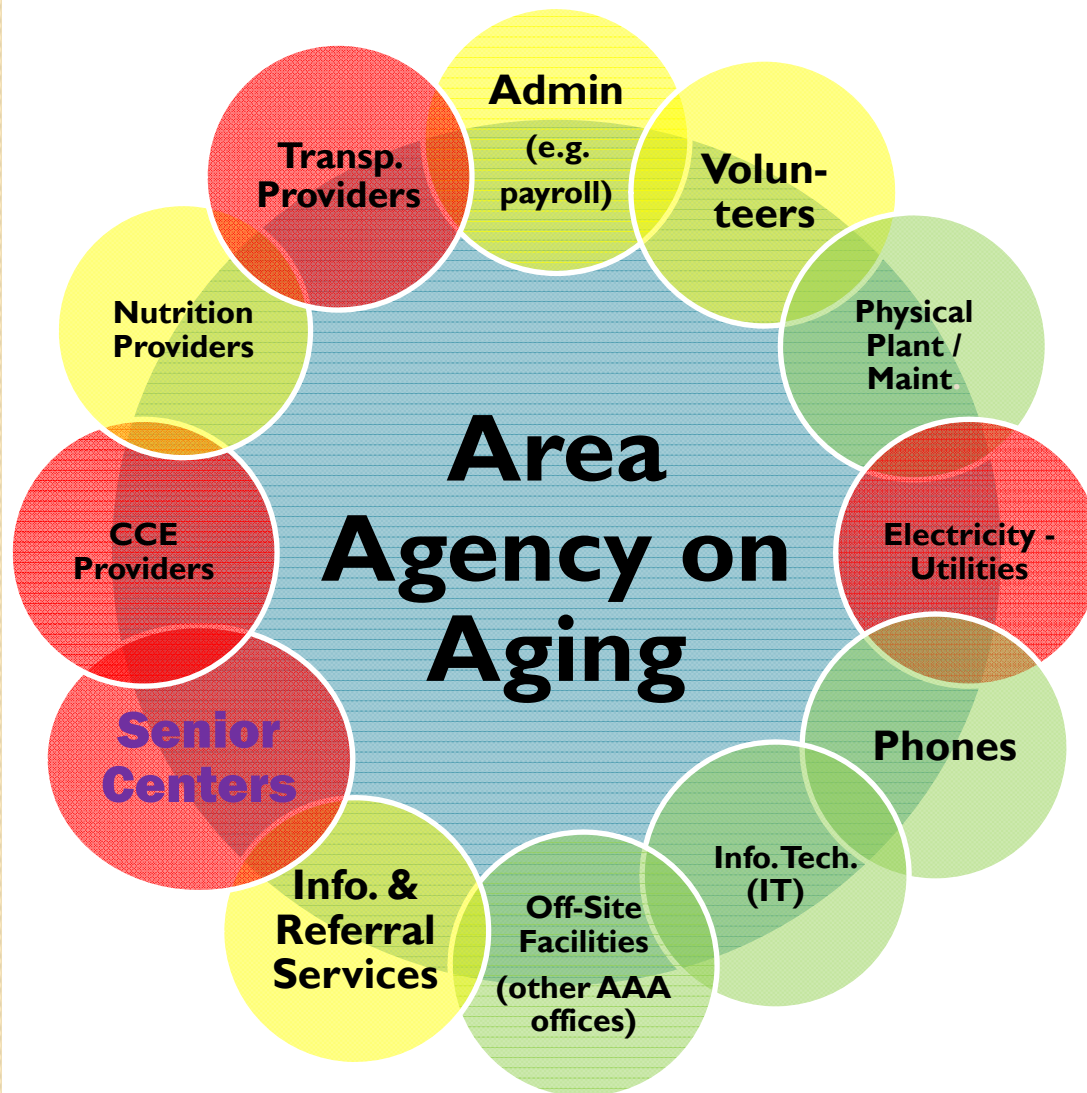 Admin
(e.g.
payroll)
Volun-
teers
Physical
Plant /
Maint.
Electricity -
Utilities
Phones
Info. Tech.
(IT)
Off-Site
Facilities
(other AAA
offices)
Info. &
Referral
Services
Senior
Centers
CCE
Providers
Nutrition
Providers
Transp.
Providers
Area
Agency on
Aging